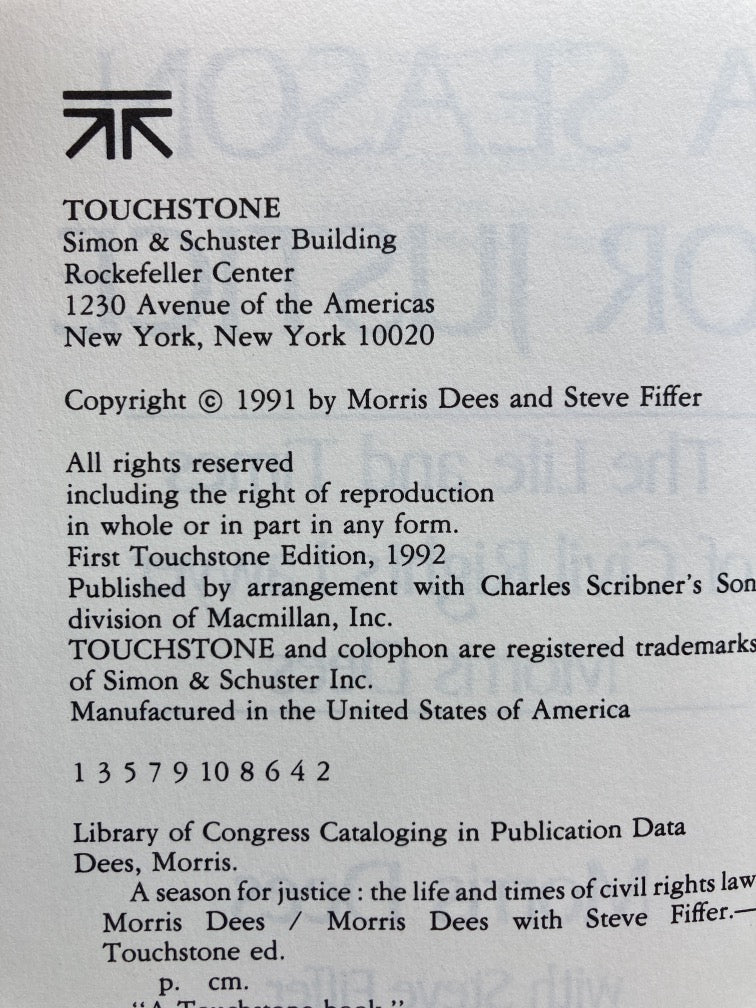 TOUCHSTONE
Simon & Schuster Building
Rockefeller Center
1230 Avenue of the Americas
New York, New York 10020
Copyright © 1991 by Morris Dees and Steve Fiffer
All rights reserved
including the right of reproduction
in whole or in part in any form.
First Touchstone Edition, 1992
Published by arrangement with Charles Scribner's Son
division of Macmillan, Inc.
TOUCHSTONE and colophon are registered trademarks
of Simon & Schuster Inc.
Manufactured in the United States of America
1 3 5 7 9 10 8 6 4 2
Library of Congress Cataloging in Publication Data
Dees, Morris.
A season for justice : the life and times of civil rights law
Morris Dees / Morris Dees with Steve Fiffer.—
Touchstone ed.
p. cm.
“A Touchstone book.”